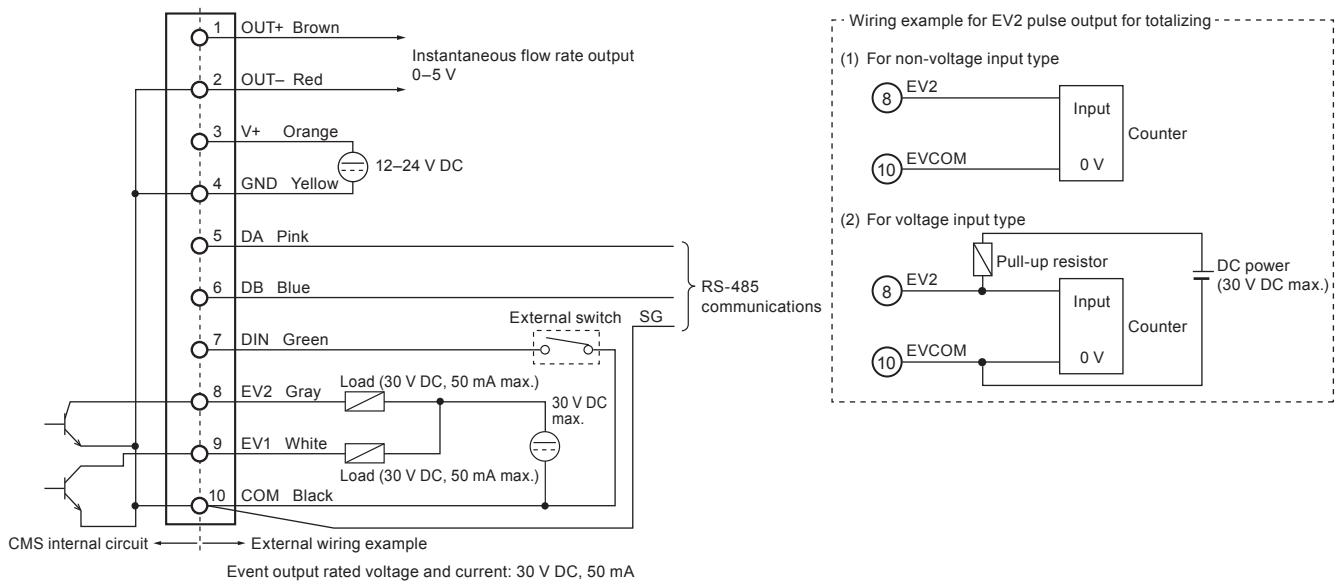 1 OUT+ Brown
Instantaneous flow rate output
0–5 V
2 OUT– Red
3 V+ Orange
12–24 V DC
4 GND Yellow
5 DA Pink
6 DB Blue
RS-485
communications
SG
External switch
7 DIN Green
8 EV2 Gray
Load (30 V DC, 50 mA max.)
30 V DC
max.
9 EV1 White
Load (30 V DC, 50 mA max.)
10 COM Black
CMS internal circuit
External wiring example
Event output rated voltage and current: 30 V DC, 50 mA
Wiring example for EV2 pulse output for totalizing
(1) For non-voltage input type
8 EV2
Input
Counter
10 EVCOM
0 V
(2) For voltage input type
Pull-up resistor
DC power
(30 V DC max.)
8 EV2
Input
Counter
10 EVCOM
0 V